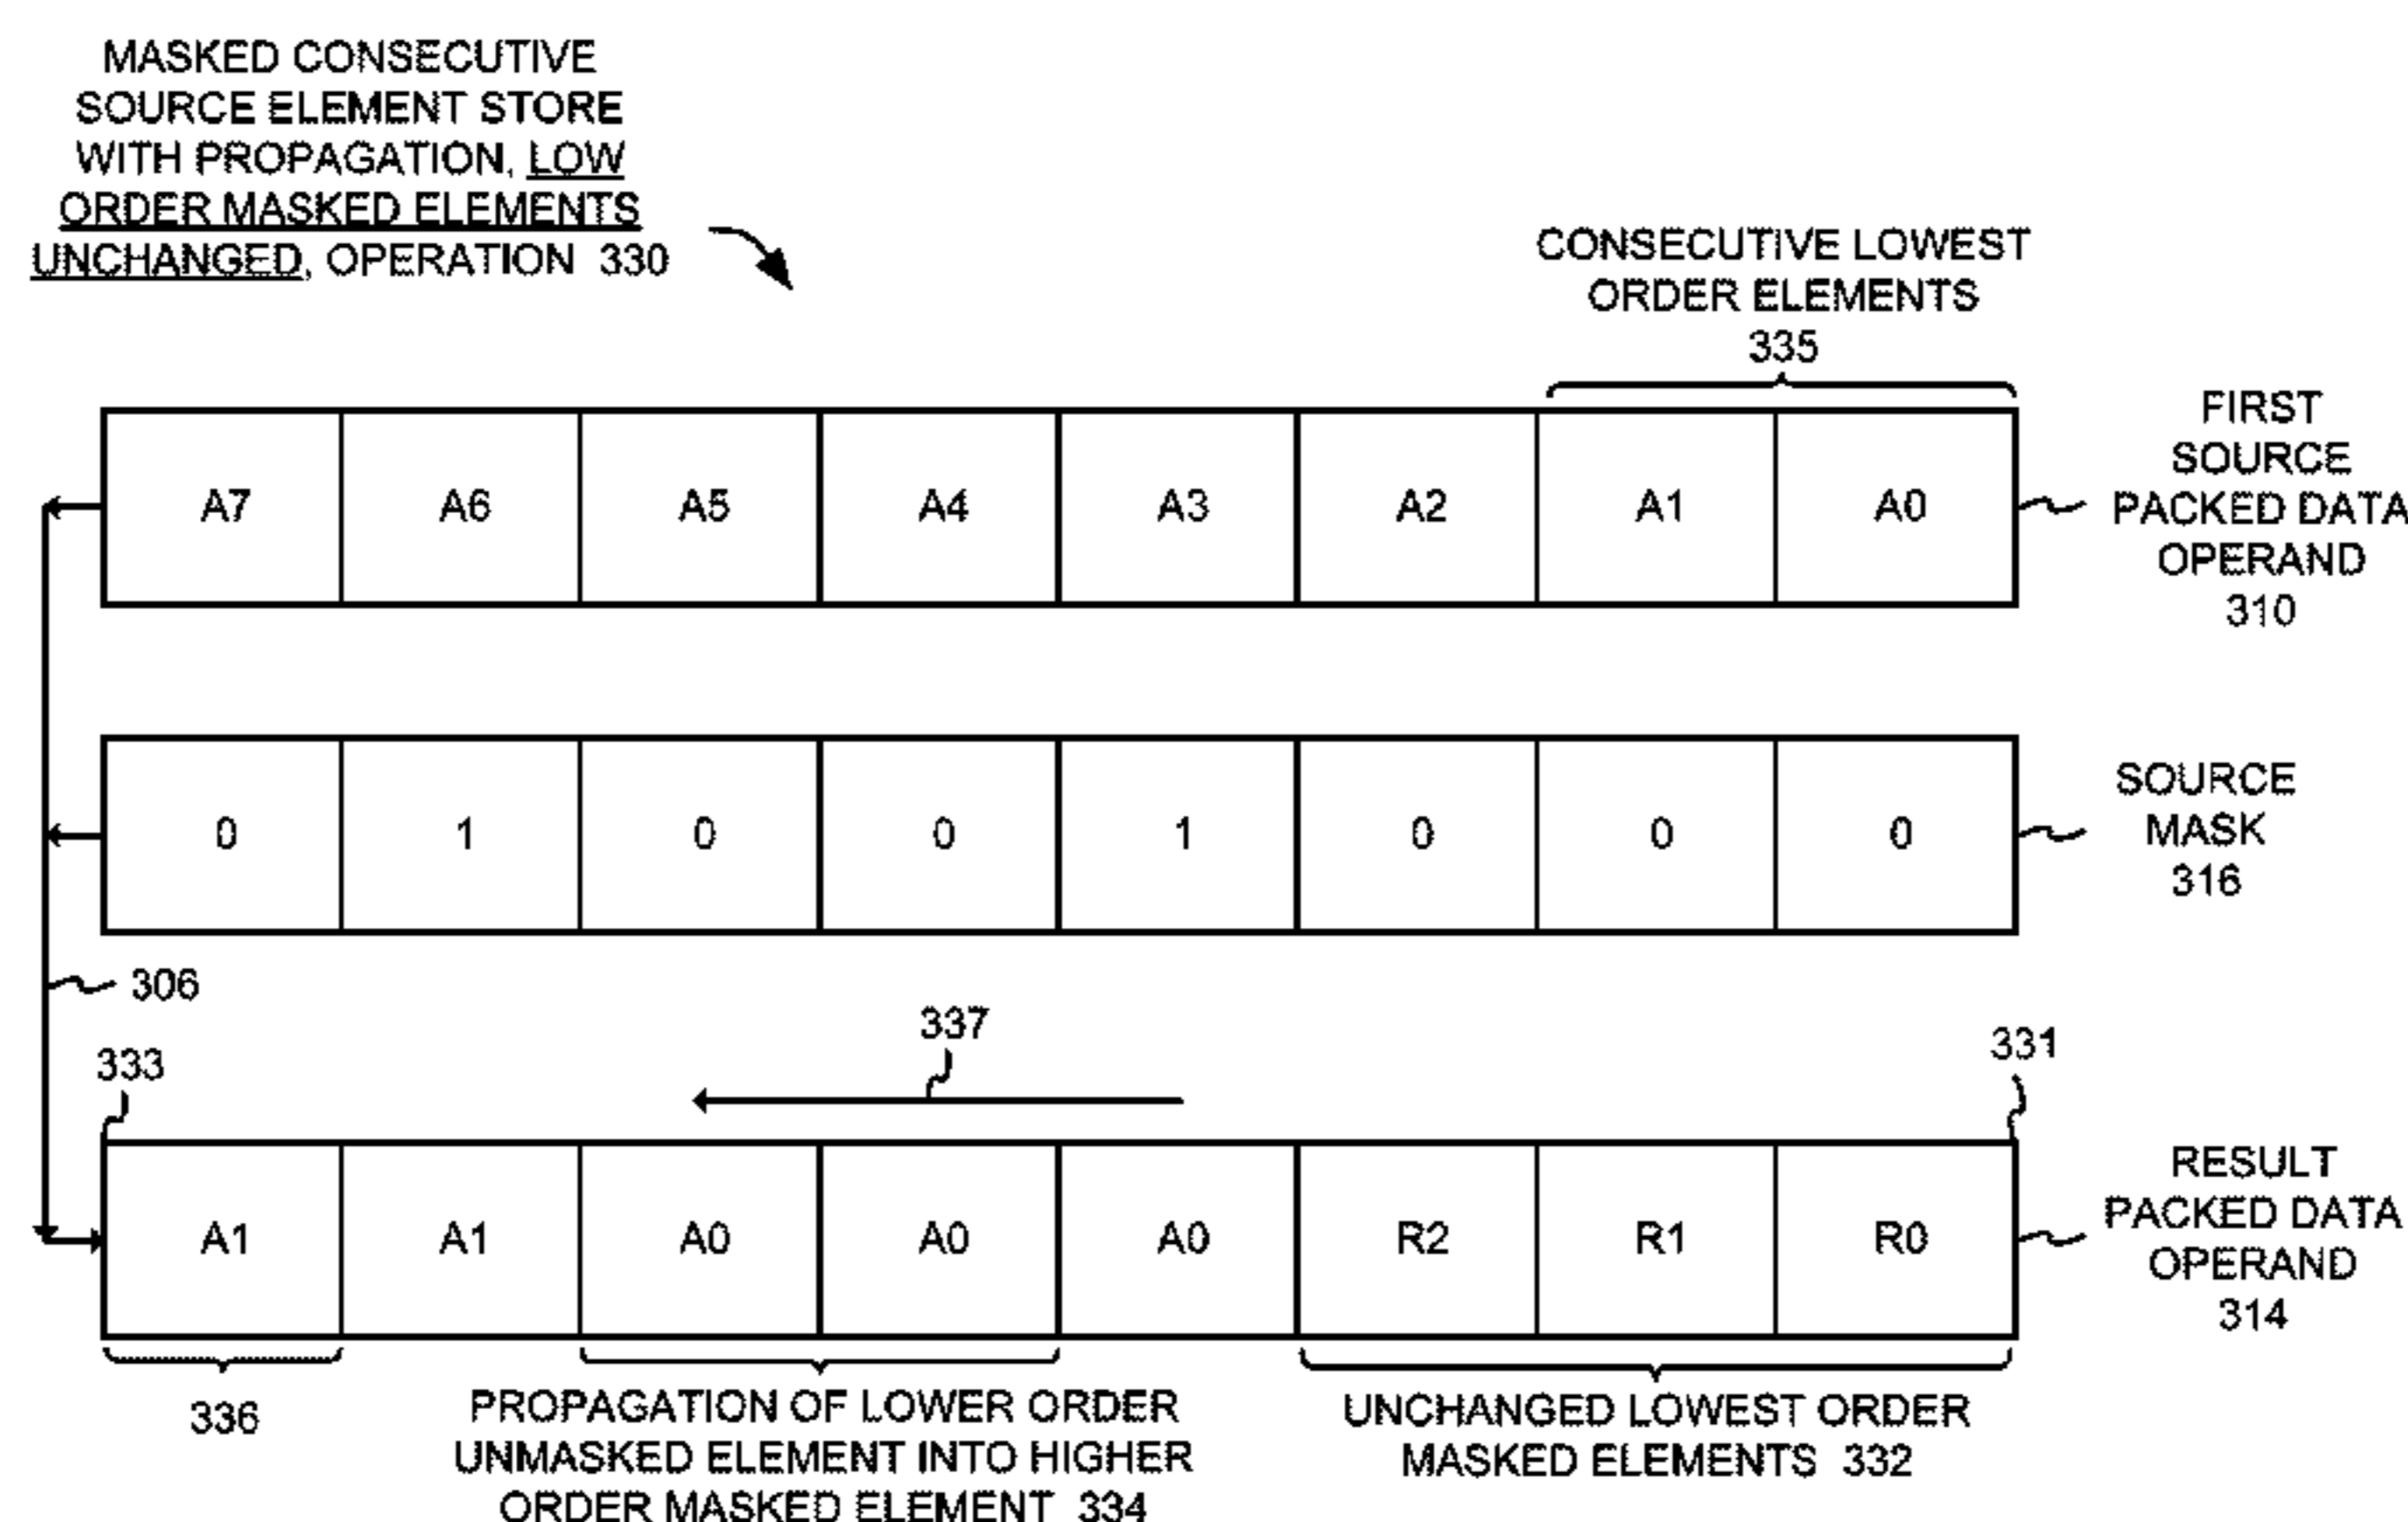 MASKED CONSECUTIVE
SOURCE ELEMENT STORE
WITH PROPAGATION, LOW
ORDER MASKED ELEMENTS
UNCHANGED, OPERATION 330
CONSECUTIVE LOWEST
ORDER ELEMENTS
335
A7 A6 A5 A4 A3 A2 A1 A0
FIRST
SOURCE
PACKED DATA
OPERAND
310
0 1 0 0 1 0 0 0
SOURCE
MASK
316
306
337
333
331
A1 A1 A0 A0 A0 R2 R1 R0
RESULT
PACKED DATA
OPERAND
314
336
PROPAGATION OF LOWER ORDER
UNMASKED ELEMENT INTO HIGHER
ORDER MASKED ELEMENT 334
UNCHANGED LOWEST ORDER
MASKED ELEMENTS 332